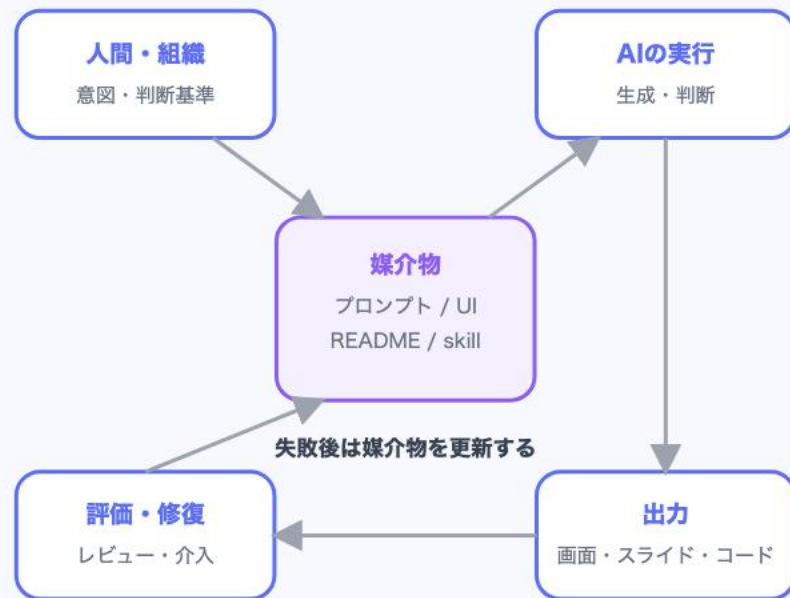 人間・組織
意図・判断基準
AIの実行
生成・判断
媒介物
プロンプト / UI
README / skill
失敗後は媒介物を更新する
評価・修復
レビュー・介入
出力
画面・スライド・コード